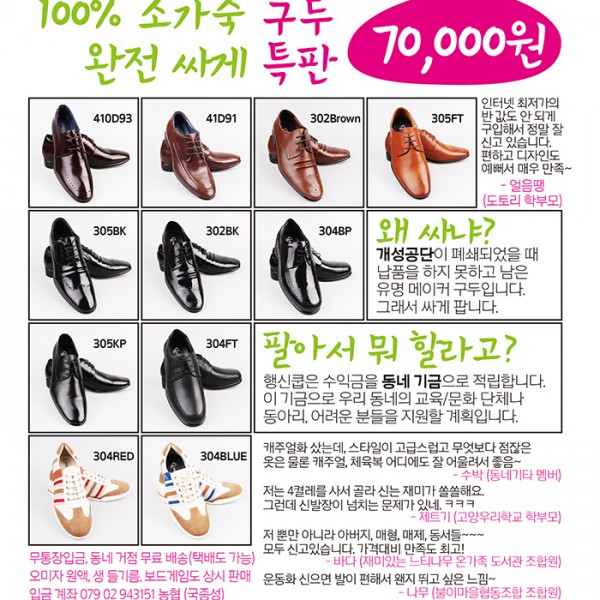 100% 소가죽 구두
완전 싸게 특판
70,000원
410D93
41D91
302Brown
305FT
인터넷 최저가의
반 값도 안 되게
구입해서 정말 잘
신고 있습니다.
편하고 디자인도
예뻐서 매우 만족~
- 얼음땡
(도토리 학부모)
305BK
302BK
304BP
왜 싸냐?
개성공단이 폐쇄되었을 때
납품을 하지 못하고 남은
유명 메이커 구두입니다.
그래서 싸게 팝니다.
305KP
304FT
팔아서 뭐 할라고?
행신쿱은 수익금을 동네 기금으로 적립합니다.
이 기금으로 우리 동네의 교육/문화 단체나
동아리, 어려운 분들을 지원할 계획입니다.
304RED
304BLUE
캐주얼화 샀는데, 스타일이 고급스럽고 무엇보다 점잖은
옷은 물론 캐주얼, 체육복 어디에도 잘 어울려서 좋음~
- 수박 (동네기타 멤버)
저는 4켤레를 사서 골라 신는 재미가 쏠쏠해요.
그런데 신발장이 넘치는 문제가 있네. ㅋㅋㅋ
- 제트기 (고양우리학교 학부모)
저 뿐만 아니라 아버지, 매형, 매제, 동서들~~~
모두 신고있습니다. 가격대비 만족도 최고!
- 바다 (재미있는 느티나무 온가족 도서관 조합원)
운동화 신으면 발이 편해서 왠지 뛰고 싶은 느낌~
- 나무 (불이마을협동조합 조합원)
무통장입금, 동네 거점 무료 배송(택배도 가능)
오미자 원액, 생 들기름, 보드게임도 상시 판매
입금 계좌 079 02 943151 농협 (국종성)